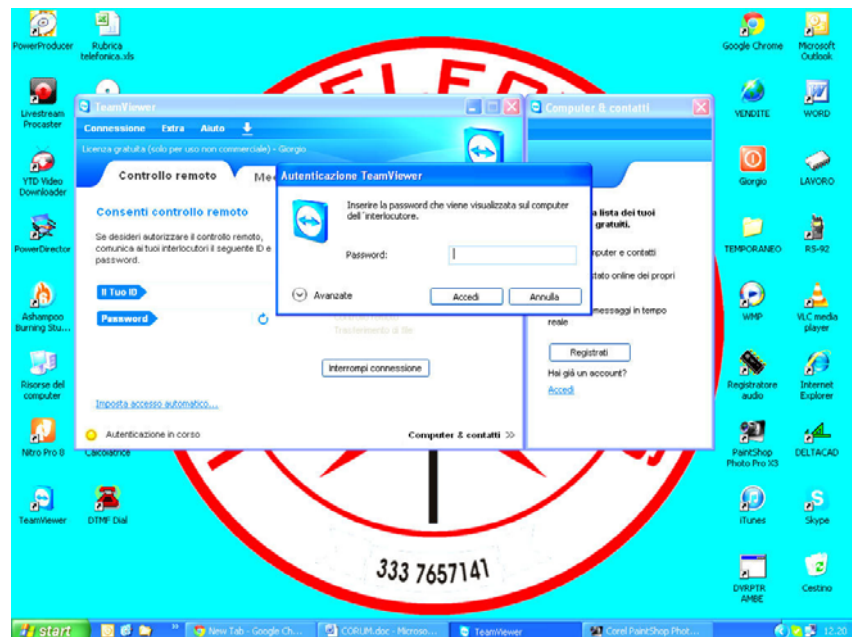 PowerProducer
Rubrica
telefonica.xls
Google Chrome
Microsoft
Outlook
Livestream
Procaster
VENDITE
WORD
YTD Video
Downloader
Giorgio
LAVORO
PowerDirector
TEMPORANEO
RS-92
Ashampoo
Burning Stu...
WMP
VLC media
player
Risorse del
computer
Registratore
audio
Internet
Explorer
Nitro Pro 8
Calcolatrice
PaintShop
Photo Pro X3
DELTACAD
TeamViewer
DTMF Dial
iTunes
Skype
DVRPTR
AMBE
Cestino
TeamViewer
Connessione Extra Aiuto
Licenza gratuita (solo per uso non commerciale) - Giorgio
Controllo remoto
Mee
Consenti controllo remoto
Se desideri autorizzare il controllo remoto,
comunica ai tuoi interlocutori il seguente ID e
password.
Il Tuo ID
Password
Trasferimento di file
Interrompi connessione
Imposta accesso automatico...
Autenticazione in corso
Computer & contatti >>
Autenticazione TeamViewer
Inserire la password che viene visualizzata sul computer
dell'interlocutore.
Password:
Avanzate
Accedi
Annulla
Computer & contatti
a lista dei tuoi
gratuiti.
mputer e contatti
stato online dei propri
messaggi in tempo
reale
Registrati
Hai già un account?
Accedi
333 7657141
start
New Tab - Google Ch...
CORUM.doc - Microso...
TeamViewer
Corel PaintShop Phot...
12.20